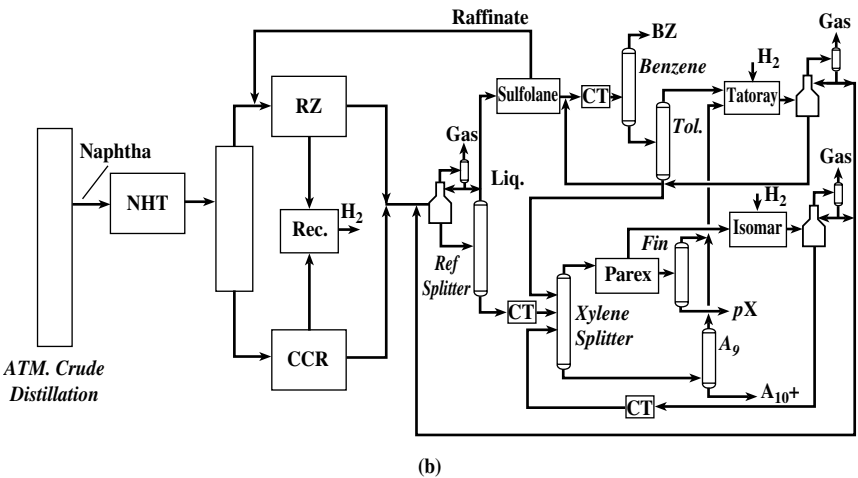 Raffinate
Gas
BZ
H2
Benzene
RZ
Sulfolane
CT
Tatoray
Naphtha
Gas
Tol.
Gas
NHT
Liq.
H2
Rec.
H2
Isomar
Ref
Splitter
Parex
Fin
CT
Xylene
Splitter
pX
CCR
A9
ATM. Crude
Distillation
CT
A10+
(b)